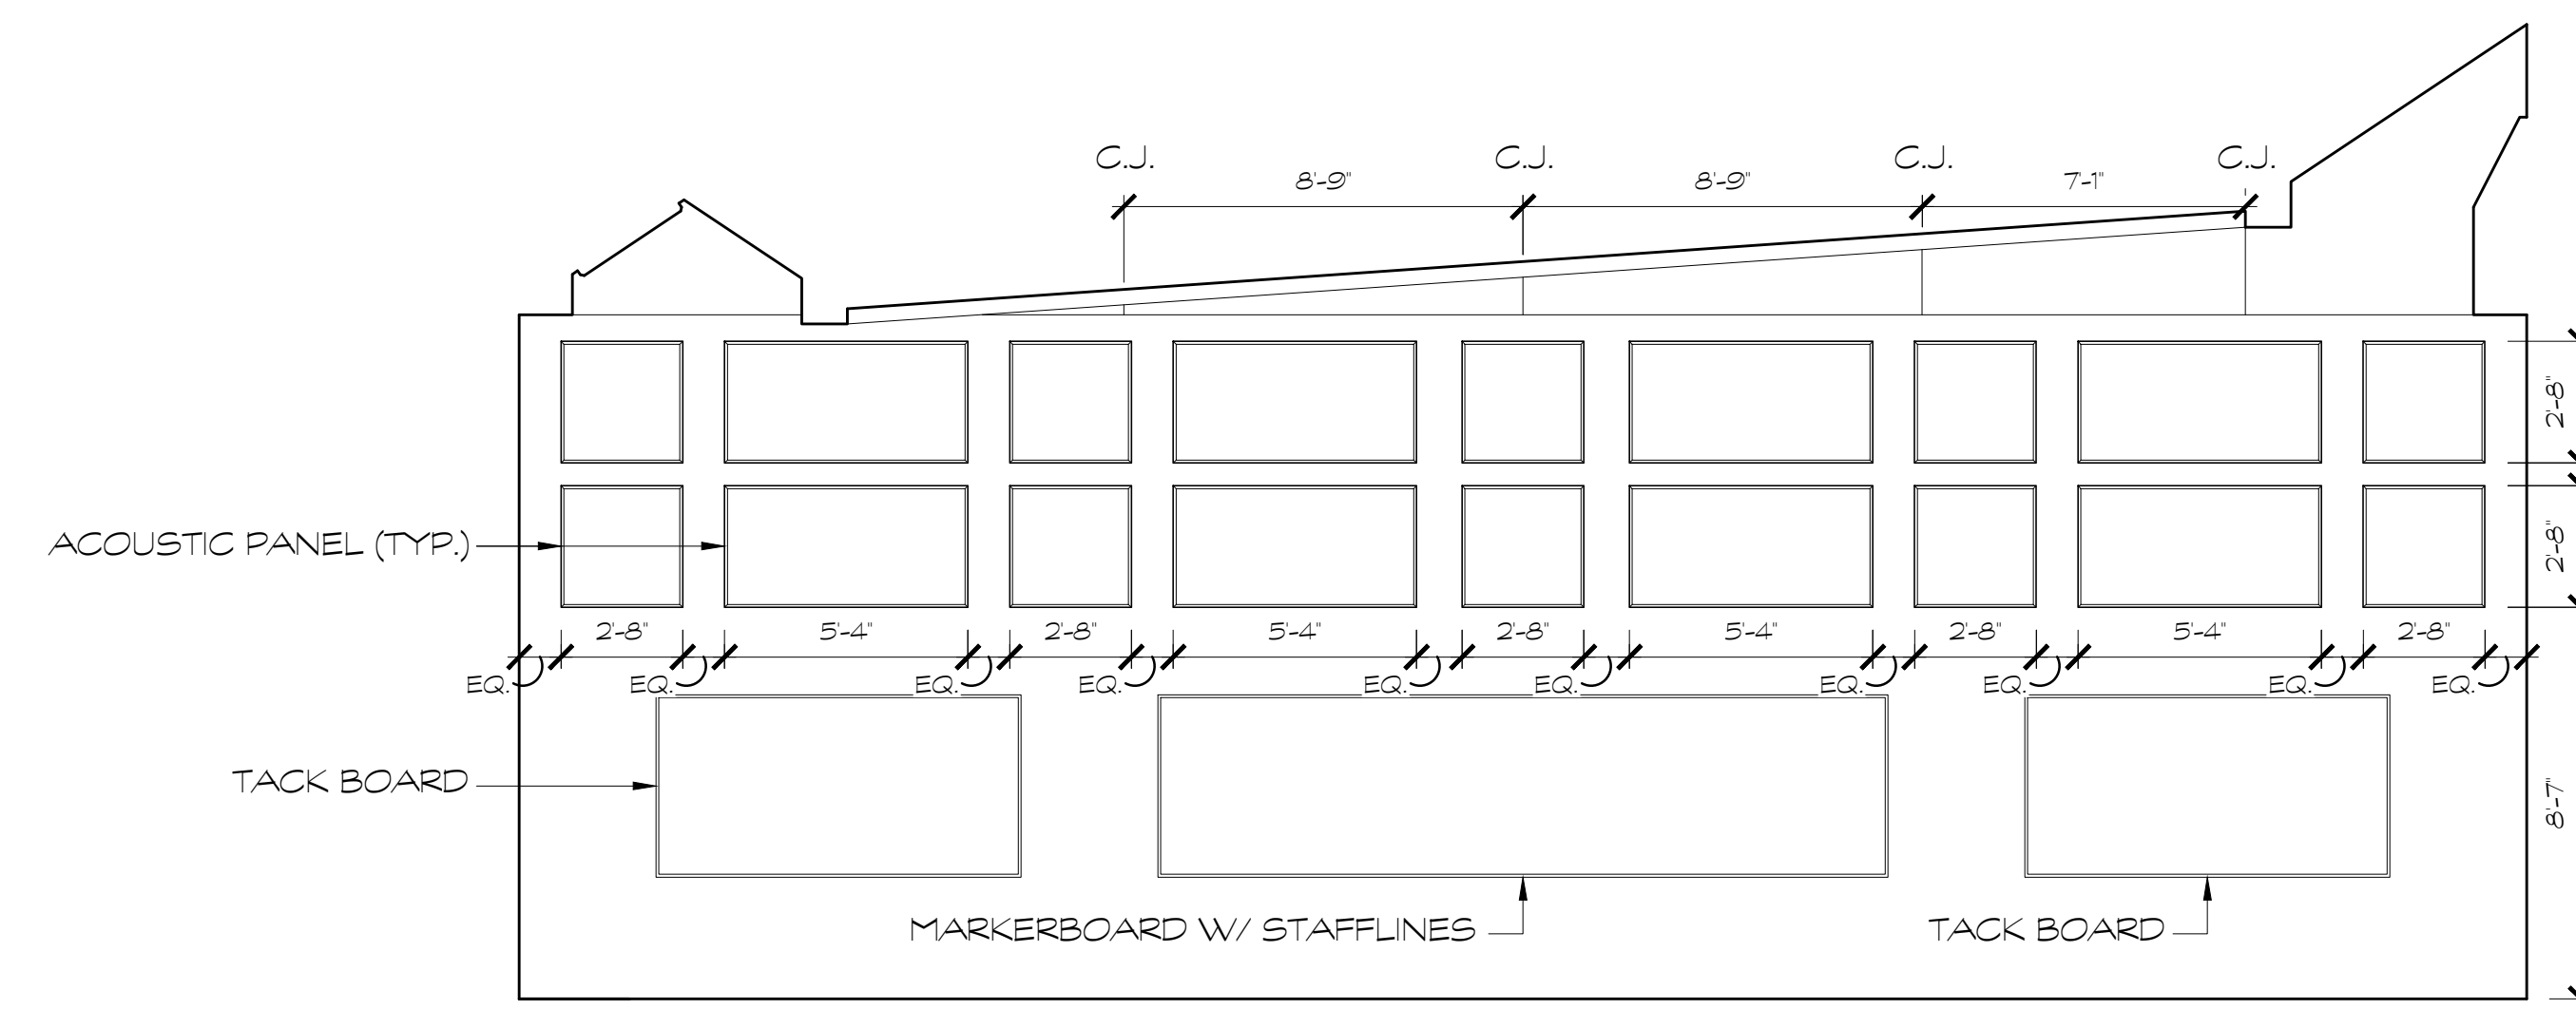 C.J. C.J. C.J. C.J.
8'-9" 8'-9" 7'-1"
2'-8"
ACOUSTIC PANEL (TYP.)
2'-8"
2'-8" 5'-4" 2'-8" 5'-4" 2'-8" 5'-4" 2'-8" 5'-4" 2'-8"
EQ. EQ. EQ. EQ. EQ. EQ. EQ. EQ. EQ. EQ.
TACK BOARD
8'-7"
MARKERBOARD W/ STAFFLINES
TACK BOARD